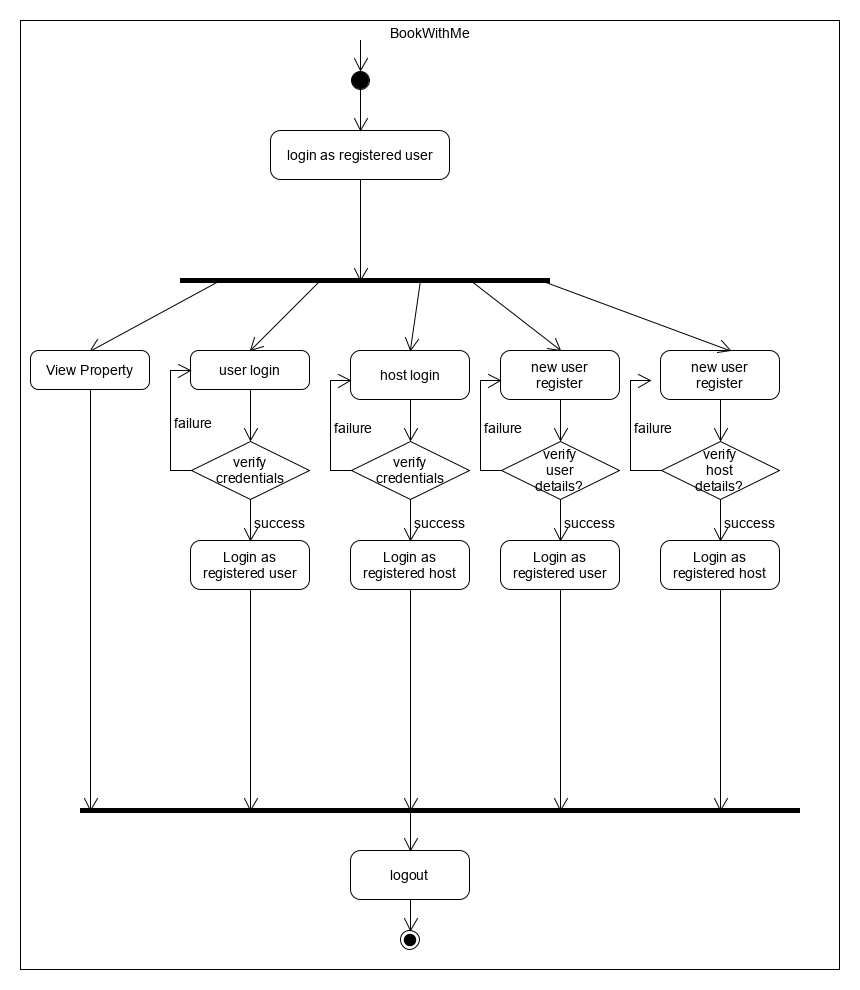 BookWithMe
login as registered user
View Property
user login
host login
new user
register
new user
register
failure
failure
failure
failure
verify
credentials
verify
credentials
verify
user
details?
verify
host
details?
success
success
success
success
Login as
registered user
Login as
registered host
Login as
registered user
Login as
registered host
logout